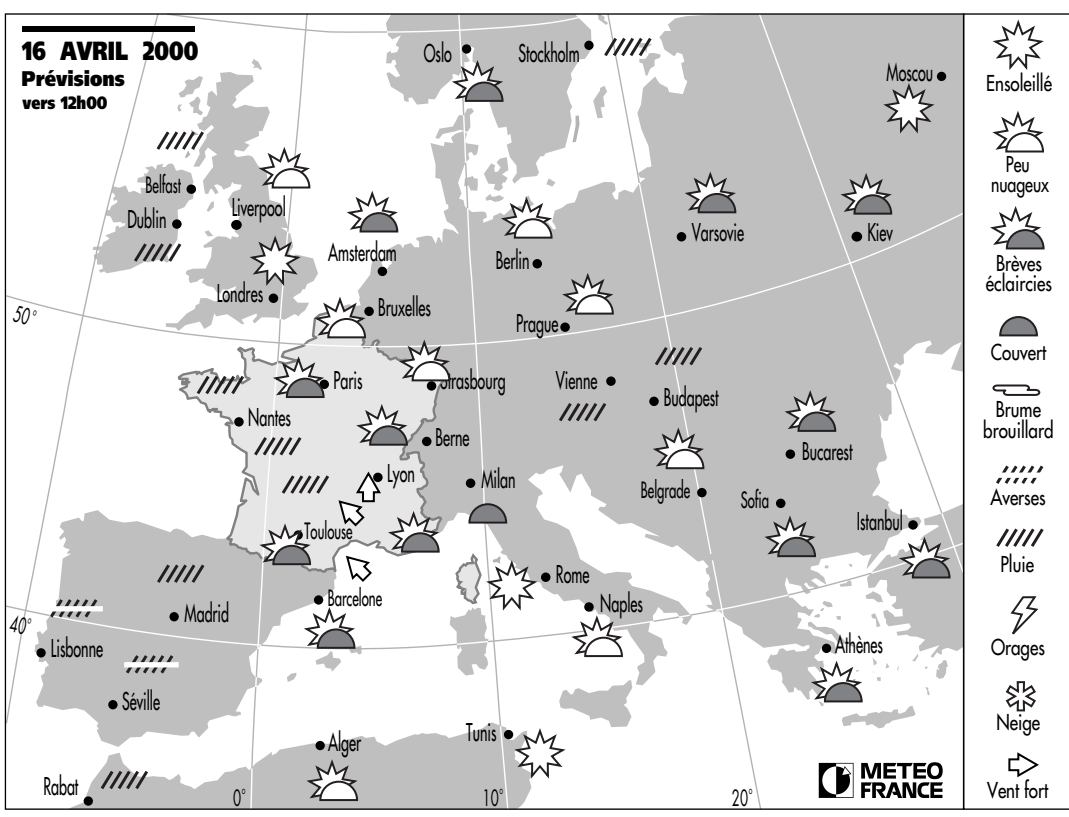 16 AVRIL 2000
Prévisions
vers 12h00
Oslo
Stockholm
Moscou
Belfast
Dublin
Liverpool
Londres
Amsterdam
Bruxelles
Berlin
Varsovie
Kiev
Prague
50°
Paris
Strasbourg
Vienne
Budapest
Nantes
Berne
Bucarest
Lyon
Milan
Belgrade
Sofia
Istanbul
Toulouse
Rome
Barcelone
Naples
Madrid
40°
Lisbonne
Athènes
Séville
Alger
Tunis
Rabat
0°
10°
20°
METEO
FRANCE
Ensoleillé
Peu
nuageux
Brèves
éclaircies
Couvert
Brume
brouillard
Averses
Pluie
Orages
Neige
Vent fort